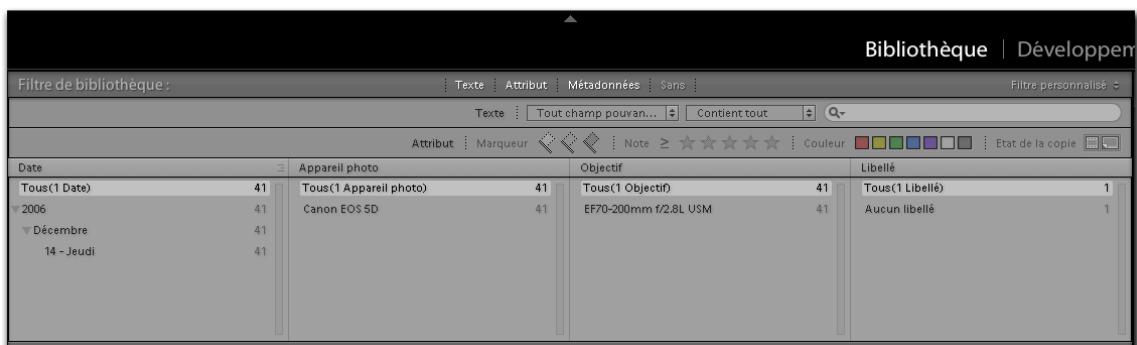 Bibliothèque | Développem
Filtre de bibliothèque : Texte Attribut Métadonnées Sans Filtre personnalisé
Texte Tout champ pouvan... Contient tout
Attribut Marqueur Note ≥ Couleur Etat de la copie
Date Appareil photo Objectif Libellé
Tous(1 Date) 41 Tous(1 Appareil photo) 41 Tous(1 Objectif) 41 Tous(1 Libellé) 1
2006 41 Canon EOS 5D 41 EF70-200mm f/2.8L USM 41 Aucun libellé 1
Décembre 41
14 - Jeudi 41